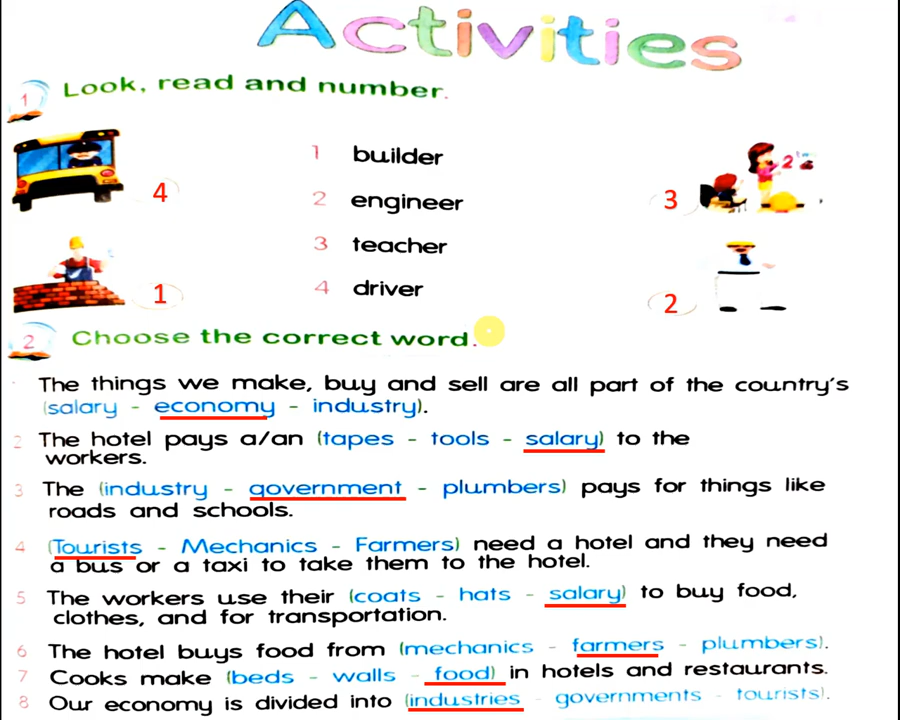 Activities
1 Look, read and number.
4
1 builder
2 engineer
3 teacher
4 driver
3
1
2
2 Choose the correct word.
The things we make, buy and sell are all part of the country's
(salary - economy - industry).
2 The hotel pays a/an (tapes - tools - salary) to the
workers.
3 The (industry - government - plumbers) pays for things like
roads and schools.
4 (Tourists - Mechanics - Farmers) need a hotel and they need
a bus or a taxi to take them to the hotel.
5 The workers use their (coats - hats - salary) to buy food,
clothes, and for transportation.
6 The hotel buys food from (mechanics - farmers - plumbers).
7 Cooks make (beds - walls - food) in hotels and restaurants.
8 Our economy is divided into (industries - governments - tourists).